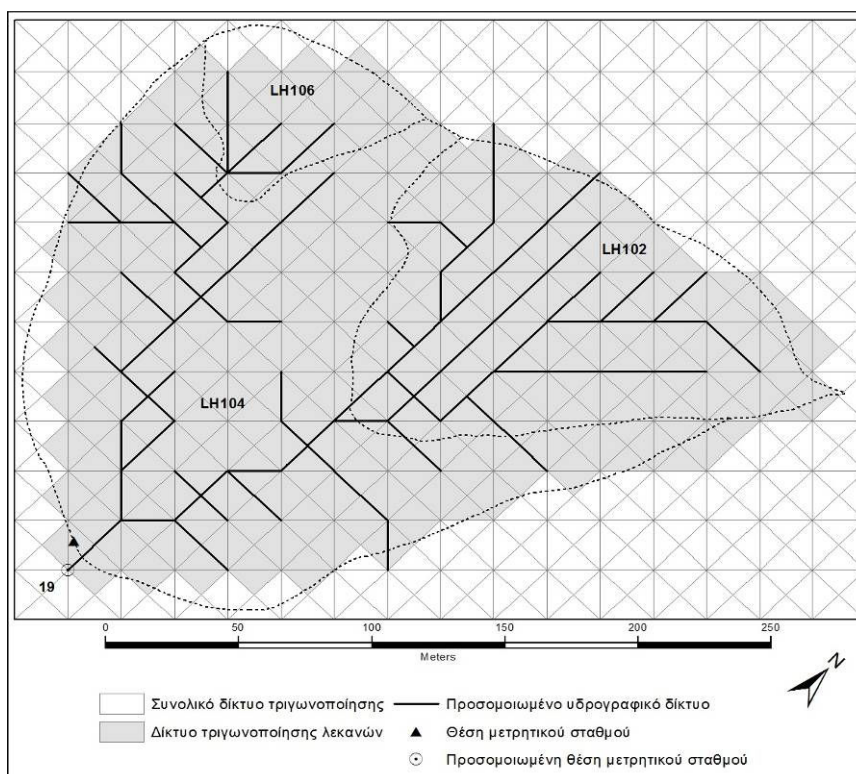 LH106
LH102
LH104
19
0 50 100 150 200 250
Meters
N
Συνολικό δίκτυο τριγωνοποίησης
Προσομοιωμένο υδρογραφικό δίκτυο
Δίκτυο τριγωνοποίησης λεκανών
Θέση μετρητικού σταθμού
Προσομοιωμένη θέση μετρητικού σταθμού